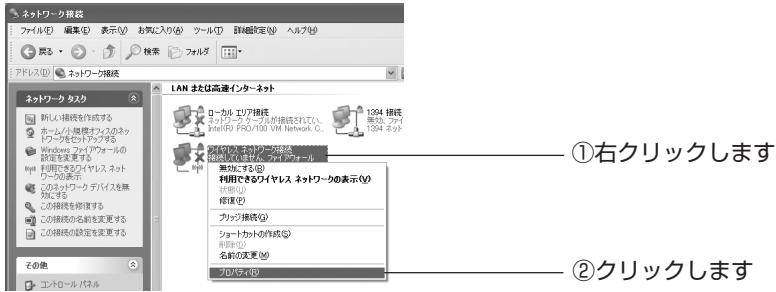 ネットワーク接続
ファイル(F) 編集(E) 表示(V) お気に入り(A) ツール(T) 詳細設定(N) ヘルプ(H)
戻る 検索 フォルダ
アドレス(D) ネットワーク接続
ネットワーク タスク
新しい接続を作成する
ホーム/小規模オフィスのネッ
トワークをセットアップする
Windows ファイアウォールの
設定を変更する
利用できるワイヤレス ネット
ワークの表示
このネットワーク デバイスを無
効にする
この接続を修復する
この接続の名前を変更する
この接続の設定を変更する
その他
コントロール パネル
LAN または高速インターネット
ローカル エリア接続
ネットワーク ケーブルが接続されてい...
Intel(R) PRO/100 VM Network C...
1394 接続
無効, ファイ
1394 ネット
ワイヤレス ネットワーク接続
接続していません, ファイアウォール
無効にする(B)
利用できるワイヤレス ネットワークの表示(V)
状態(U)
修復(P)
ブリッジ接続(G)
ショートカットの作成(S)
削除(D)
名前の変更(M)
プロパティ(R)
①右クリックします
②クリックします